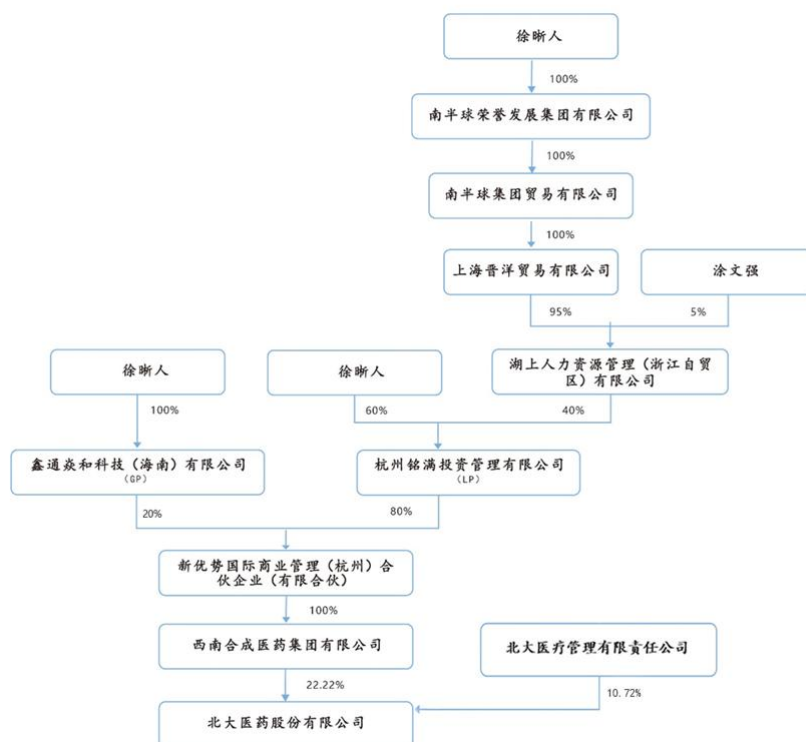 徐晰人
100%
南半球荣誉发展集团有限公司
100%
南半球集团贸易有限公司
100%
上海晋洋贸易有限公司
涂文强
95%
5%
湖上人力资源管理（浙江自贸
区）有限公司
徐晰人
徐晰人
100%
60%
40%
鑫通焱和科技（海南）有限公司
（GP）
杭州铭满投资管理有限公司
（LP）
20%
80%
新优势国际商业管理（杭州）合
伙企业（有限合伙）
100%
西南合成医药集团有限公司
北大医疗管理有限责任公司
22.22%
10.72%
北大医药股份有限公司